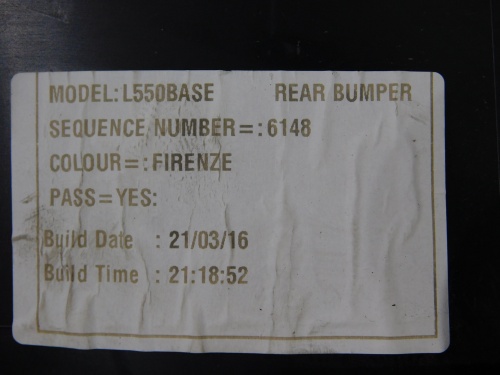 MODEL: L550BASE REAR BUMPER
SEQUENCE NUMBER=: 6148
COLOUR=: FIRENZE
PASS=YES:
Build Date : 21/03/16
Build Time : 21:18:52